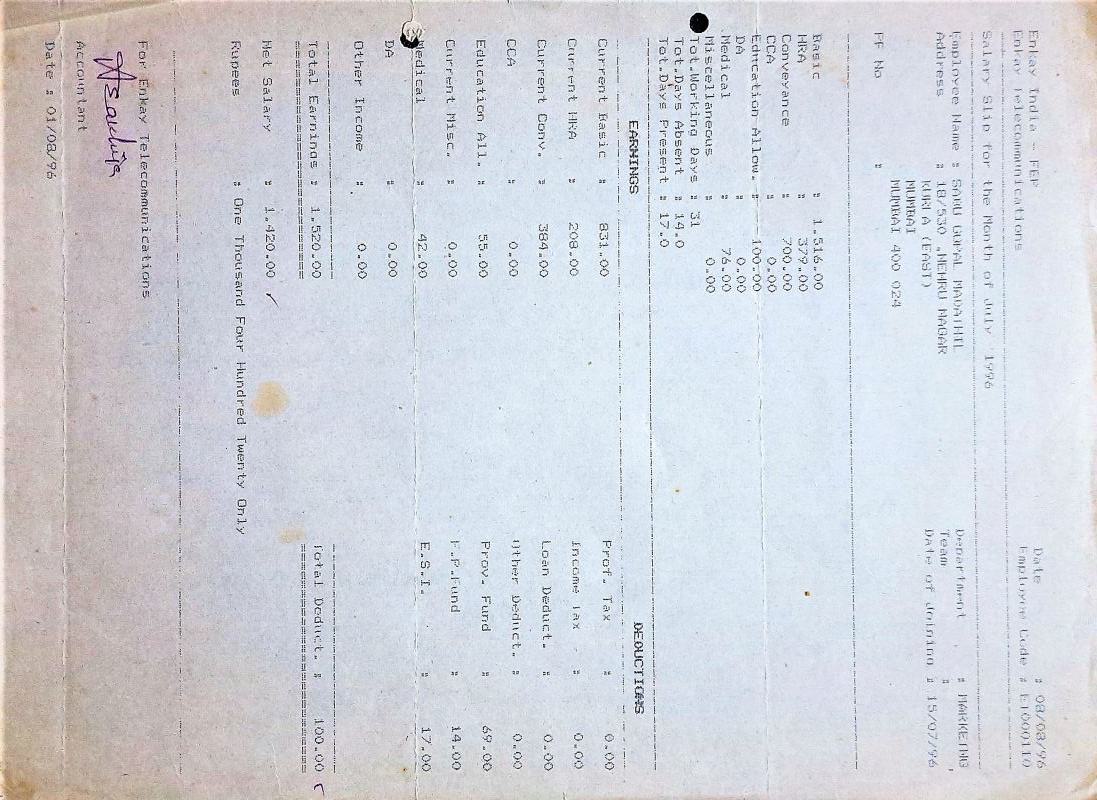 Enkay India - FEP Date : 08/08/96
Enkay Telecommunications Employee Code : E1000110
Salary Slip for the Month of July 1996
Employee Name : SABU GOPAL MADATHIL Department : MARKETING
Address : 18/530 ,NEHRU NAGAR Team :
KURLA (EAST) Date of Joining : 15/07/96
MUMBAI
MUMBAI 400 024
PF No :
Basic : 1,516.00
HRA : 379.00
Conveyance : 700.00
CCA : 0.00
Education Allow. : 100.00
DA : 0.00
Medical : 76.00
Miscellaneous : 0.00
Tot.Working Days : 31
Tot.Days Absent : 14.0
Tot.Days Present : 17.0
EARNINGS DEDUCTIONS
Current Basic : 831.00 Prof. Tax : 0.00
Current HRA : 208.00 Income Tax : 0.00
Current Conv. : 384.00 Loan Deduct. : 0.00
CCA : 0.00 Other Deduct. : 0.00
Education All. : 55.00 Prov. Fund : 69.00
Current Misc. : 0.00 F.P.Fund : 14.00
Medical : 42.00 E.S.I. : 17.00
DA : 0.00
Other Income : 0.00
Total Earnings : 1,520.00 Total Deduct. : 100.00
Net Salary : 1,420.00
Rupees : One Thousand Four Hundred Twenty Only
For Enkay Telecommunications
Accountant
Date : 01/08/96